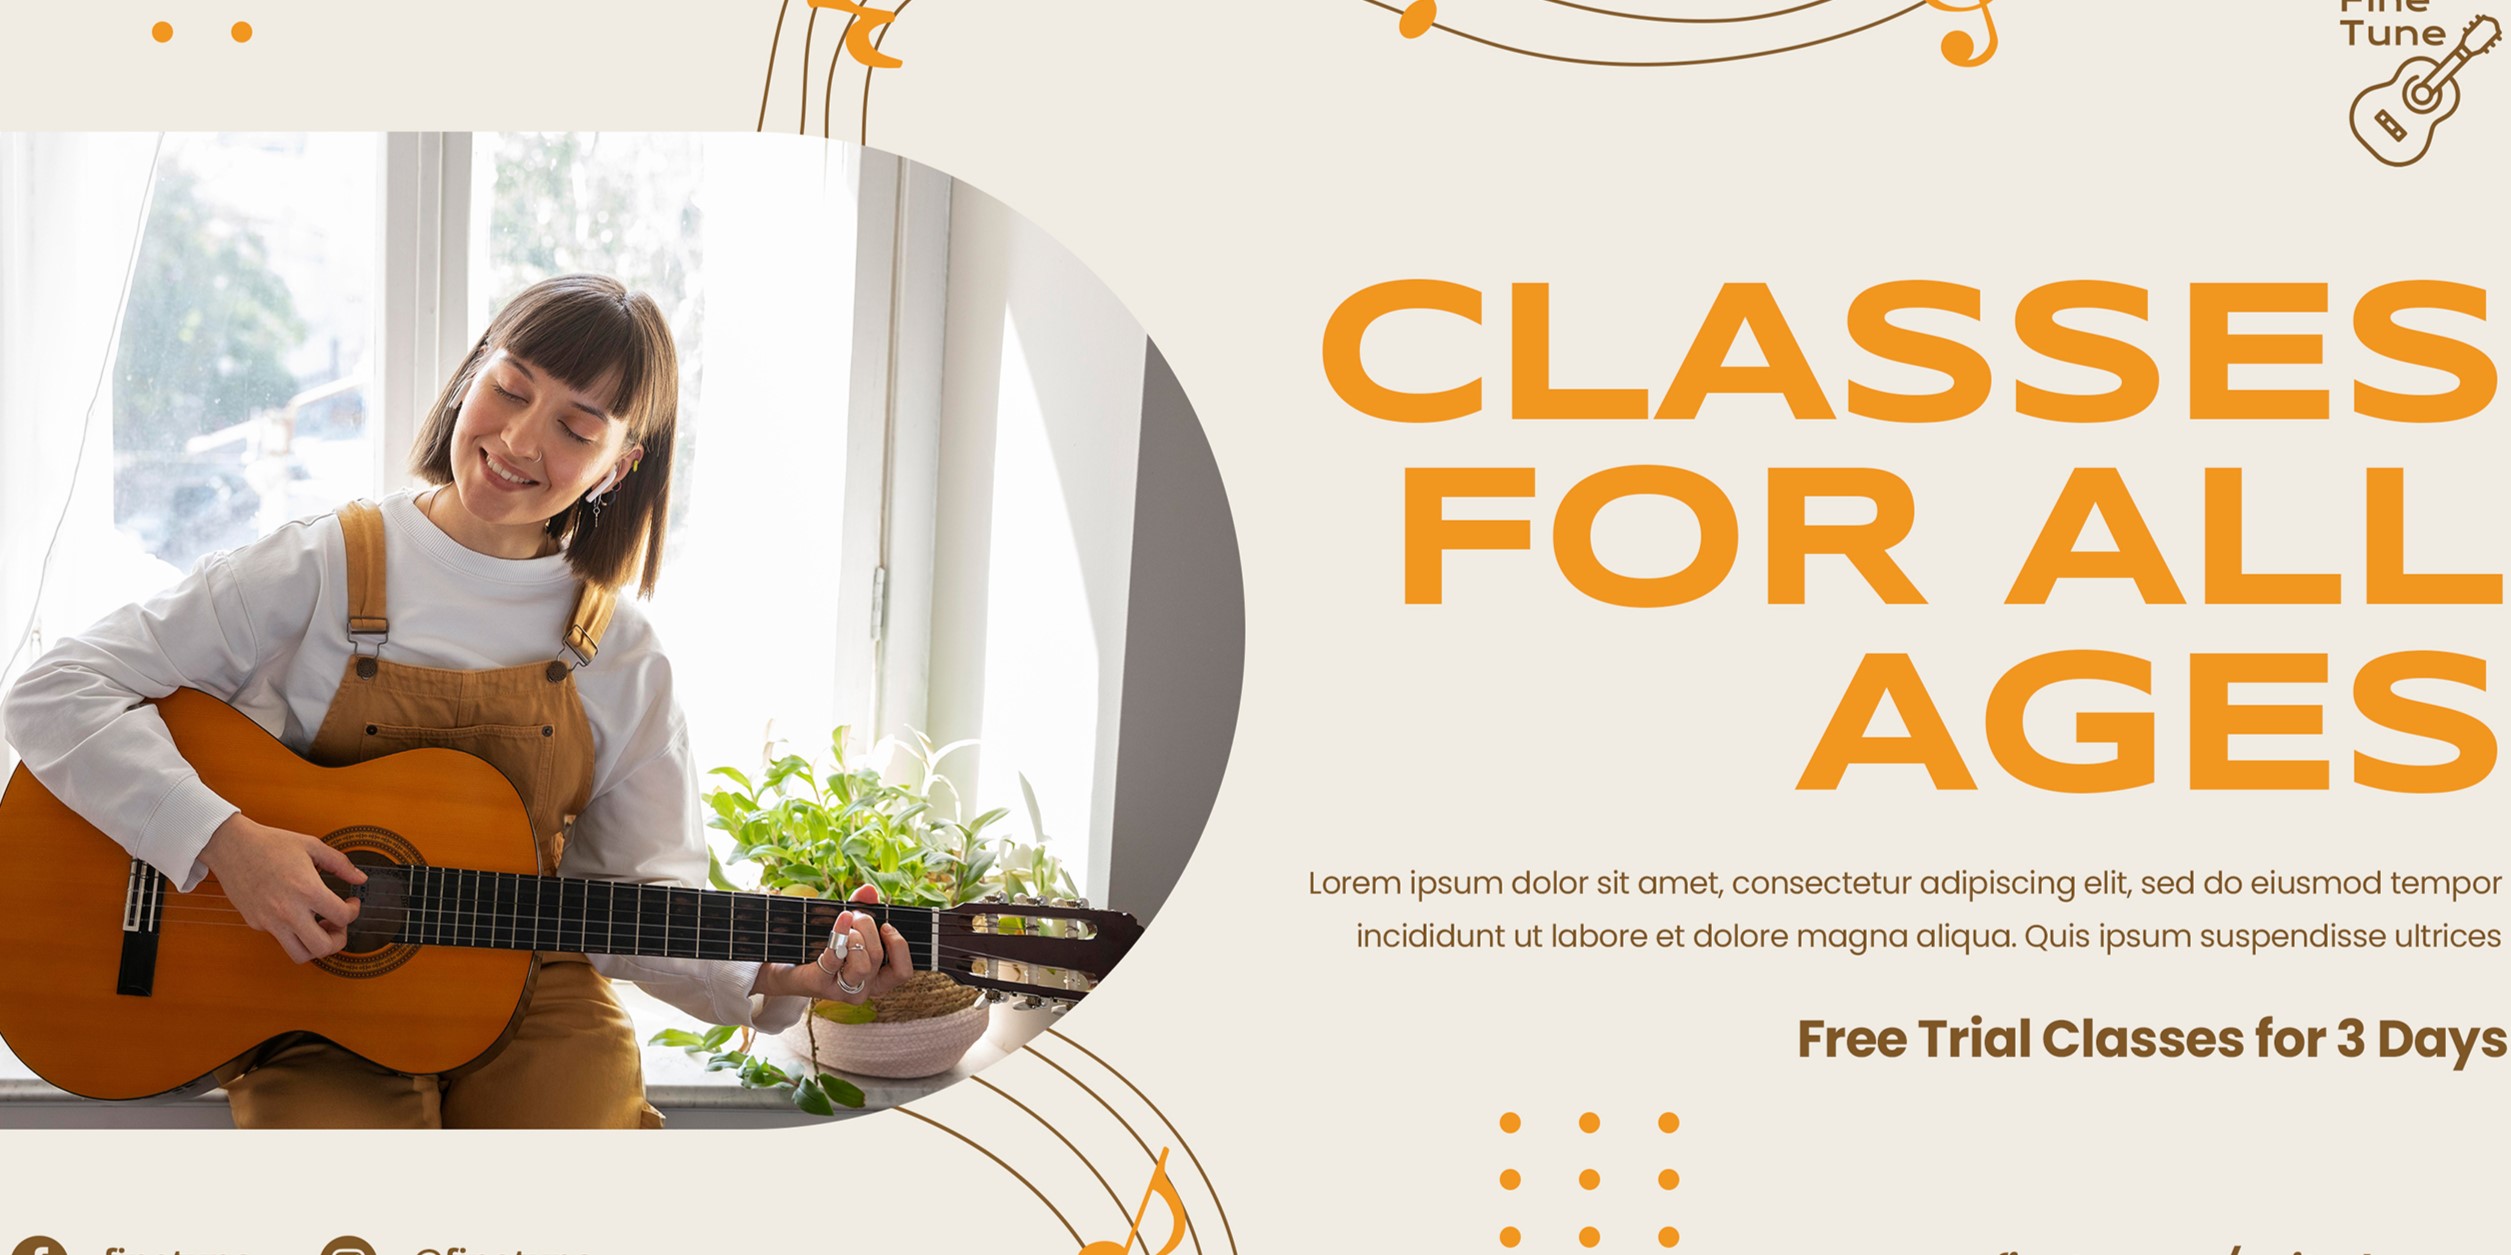 Fine
Tune
CLASSES
FOR ALL
AGES
Lorem ipsum dolor sit amet, consectetur adipiscing elit, sed do eiusmod tempor
incididunt ut labore et dolore magna aliqua. Quis ipsum suspendisse ultrices
Free Trial Classes for 3 Days